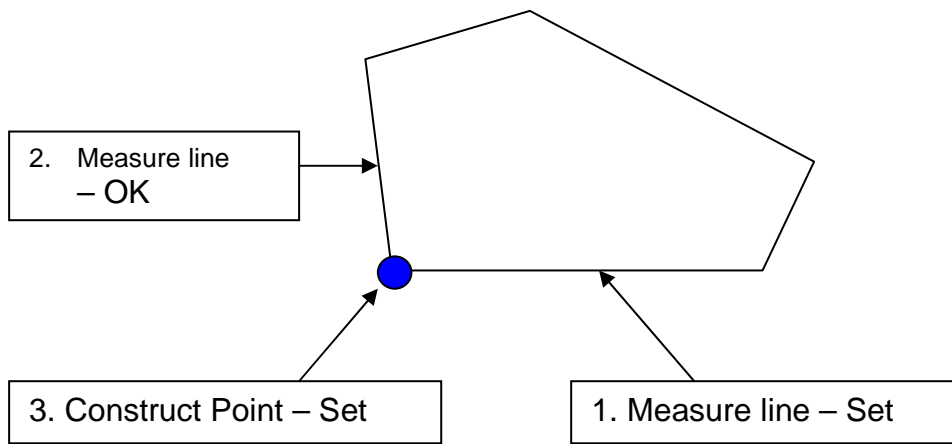 2. Measure line
– OK
3. Construct Point – Set
1. Measure line – Set